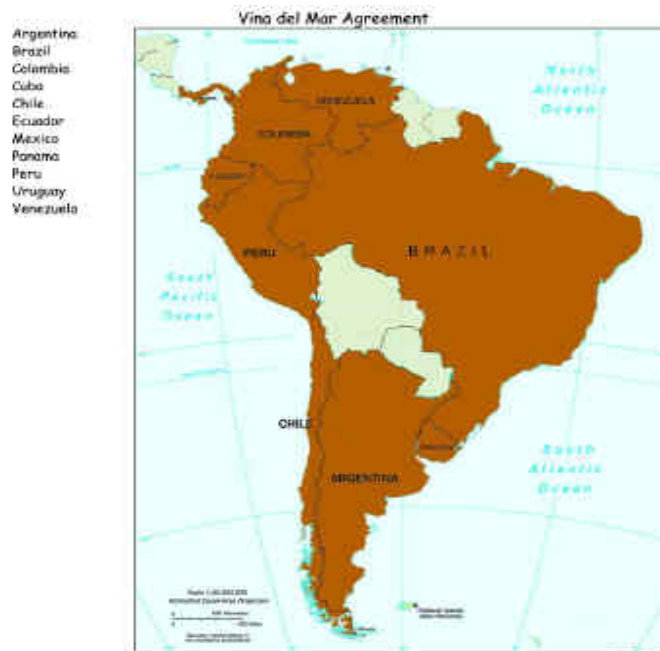 Vina del Mar Agreement
Argentina
Brazil
Colombia
Cuba
Chile
Ecuador
Mexico
Panama
Peru
Uruguay
Venezuela
North
Atlantic
Ocean
VENEZUELA
COLOMBIA
BRAZIL
PERU
South
Pacific
Ocean
CHILE
ARGENTINA
South
Atlantic
Ocean